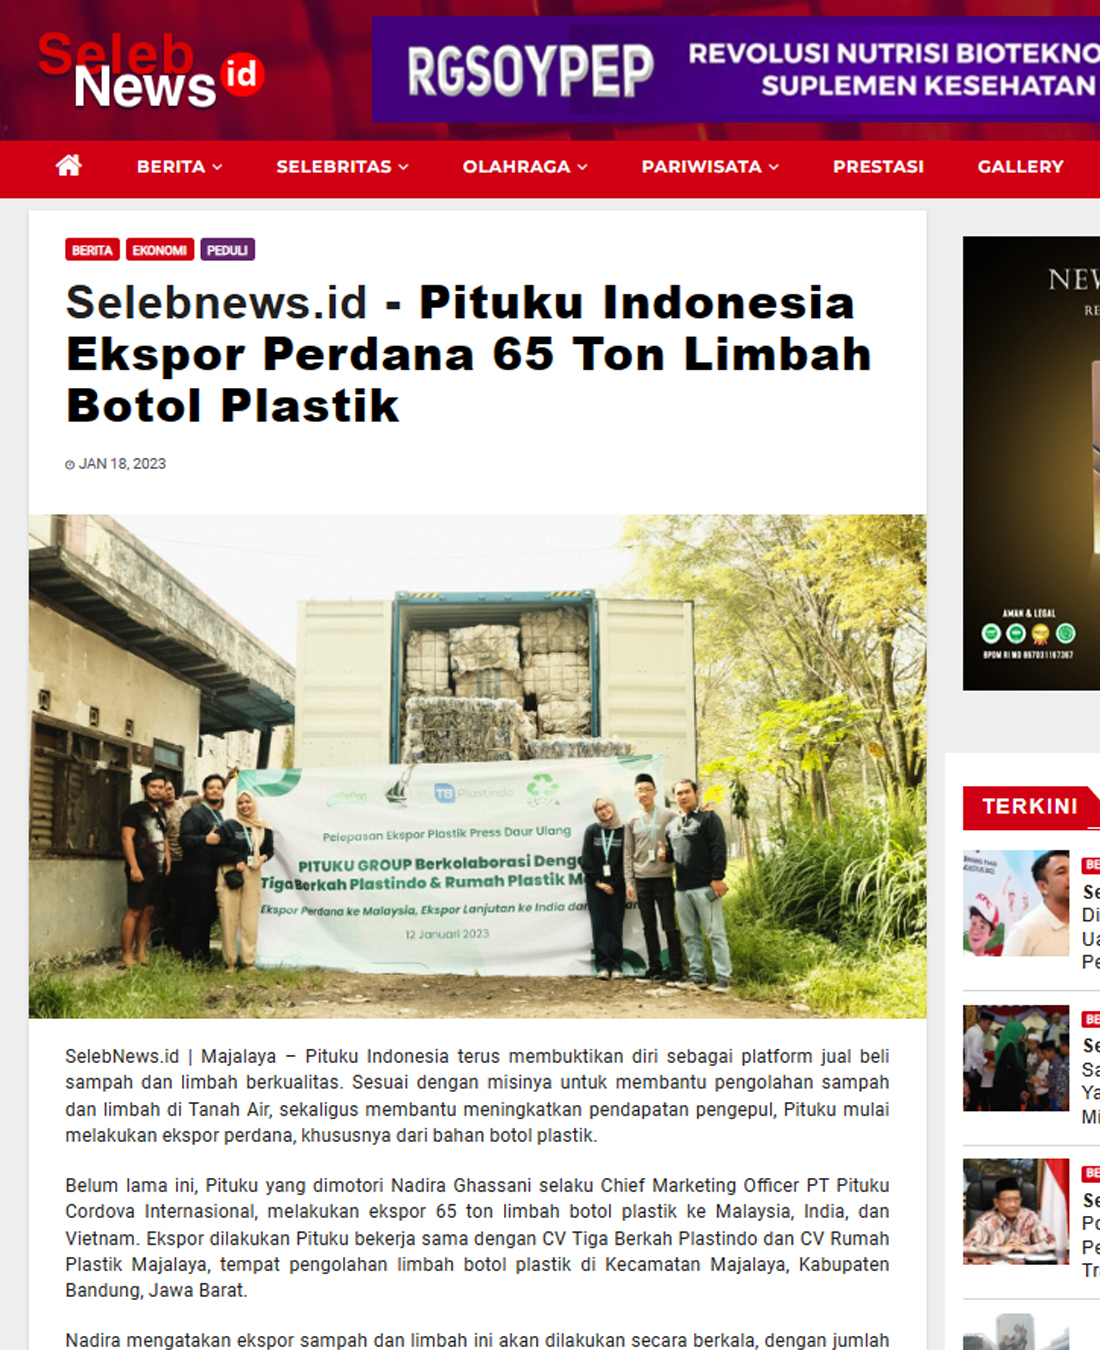 Seleb
News id
RGSOYPEP
REVOLUSI NUTRISI BIOTEKNO
SUPLEMEN KESEHATAN
BERITA
SELEBRITAS
OLAHRAGA
PARIWISATA
PRESTASI
GALLERY
BERITA EKONOMI PEDULI
Selebnews.id - Pituku Indonesia
Ekspor Perdana 65 Ton Limbah
Botol Plastik
JAN 18, 2023
TB Plastindo
Pelepasan Ekspor Plastik Press Daur Ulang
PITUKU GROUP Berkolaborasi Denga
Tiga Berkah Plastindo & Rumah Plastik M
Ekspor Perdana ke Malaysia, Ekspor Lanjutan ke India dan
12 Januari 2023
SelebNews.id | Majalaya – Pituku Indonesia terus membuktikan diri sebagai platform jual beli
sampah dan limbah berkualitas. Sesuai dengan misinya untuk membantu pengolahan sampah
dan limbah di Tanah Air, sekaligus membantu meningkatkan pendapatan pengepul, Pituku mulai
melakukan ekspor perdana, khususnya dari bahan botol plastik.
Belum lama ini, Pituku yang dimotori Nadira Ghassani selaku Chief Marketing Officer PT Pituku
Cordova Internasional, melakukan ekspor 65 ton limbah botol plastik ke Malaysia, India, dan
Vietnam. Ekspor dilakukan Pituku bekerja sama dengan CV Tiga Berkah Plastindo dan CV Rumah
Plastik Majalaya, tempat pengolahan limbah botol plastik di Kecamatan Majalaya, Kabupaten
Bandung, Jawa Barat.
Nadira mengatakan ekspor sampah dan limbah ini akan dilakukan secara berkala, dengan jumlah
NEW
RE
AMAN & LEGAL
BPOM RI MD 867031167367
TERKINI
BE
Se
Di
Ua
Pe
BE
Se
Sa
Ya
Mi
BE
Se
Po
Pe
Tr